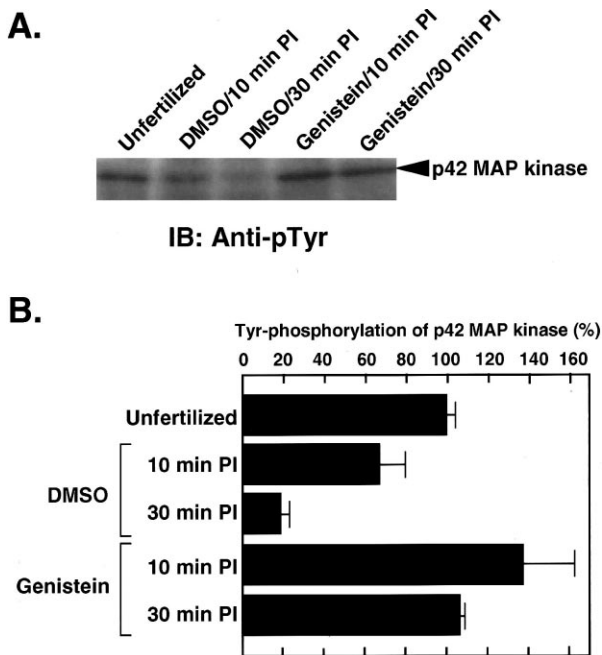 A.
Unfertilized
DMSO/10 min PI
DMSO/30 min PI
Genistein/10 min PI
Genistein/30 min PI
p42 MAP kinase
IB: Anti-pTyr
B.
Tyr-phosphorylation of p42 MAP kinase (%)
0 20 40 60 80 100 120 140 160
Unfertilized
DMSO
10 min PI
30 min PI
Genistein
10 min PI
30 min PI